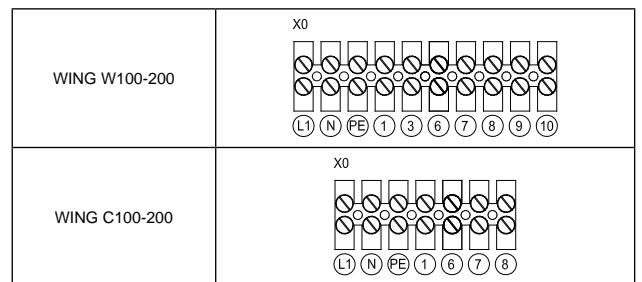 X0
WING W100-200
L1 N PE 1 3 6 7 8 9 10
X0
WING C100-200
L1 N PE 1 6 7 8